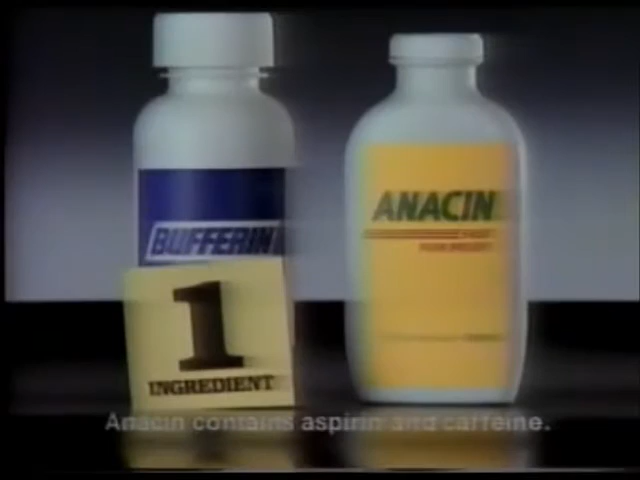 BUFFERIN
ANACIN
1
INGREDIENT
Anacin contains aspirin and caffeine.